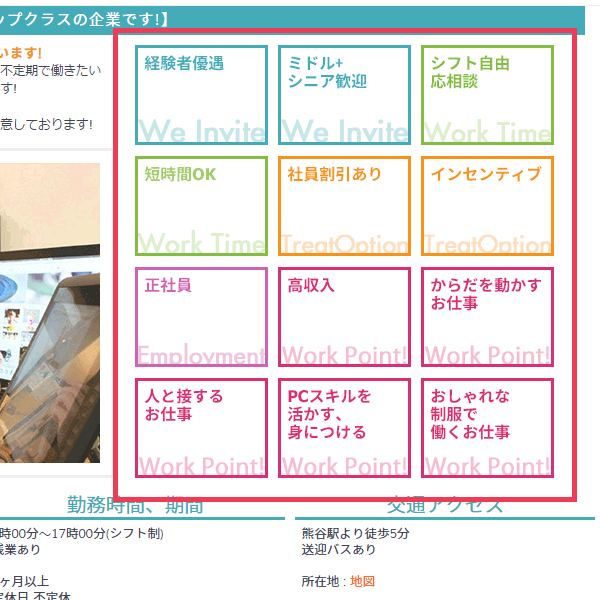 ップクラスの企業です!】
います!
不定期で働きたい
す!
意しております!
経験者優遇
We Invite
ミドル+
シニア歓迎
We Invite
シフト自由
応相談
Work Time
短時間OK
Work Time
社員割引あり
TreatOption
インセンティブ
TreatOption
正社員
Employment
高収入
Work Point!
からだを動かす
お仕事
Work Point!
人と接する
お仕事
Work Point!
PCスキルを
活かす、
身につける
Work Point!
おしゃれな
制服で
働くお仕事
Work Point!
勤務時間、期間
時00分〜17時00分(シフト制)
残業あり
ヶ月以上
定休日 不定休
交通アクセス
熊谷駅より徒歩5分
送迎バスあり
所在地 : 地図